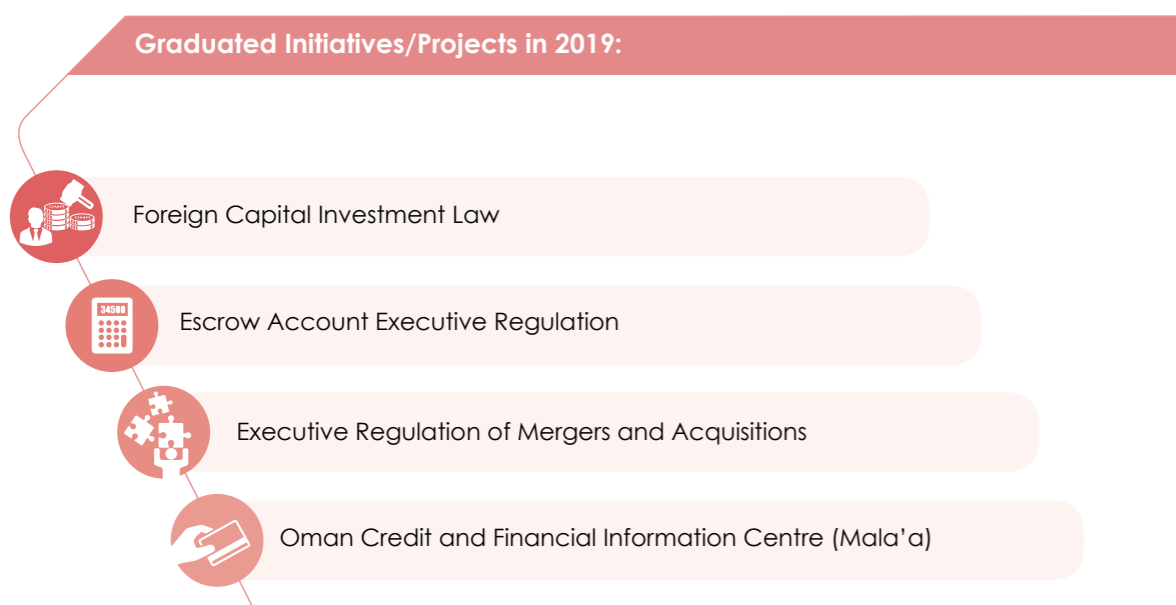 Graduated Initiatives/Projects in 2019:
Foreign Capital Investment Law
34500
Escrow Account Executive Regulation
Executive Regulation of Mergers and Acquisitions
Oman Credit and Financial Information Centre (Mala’a)